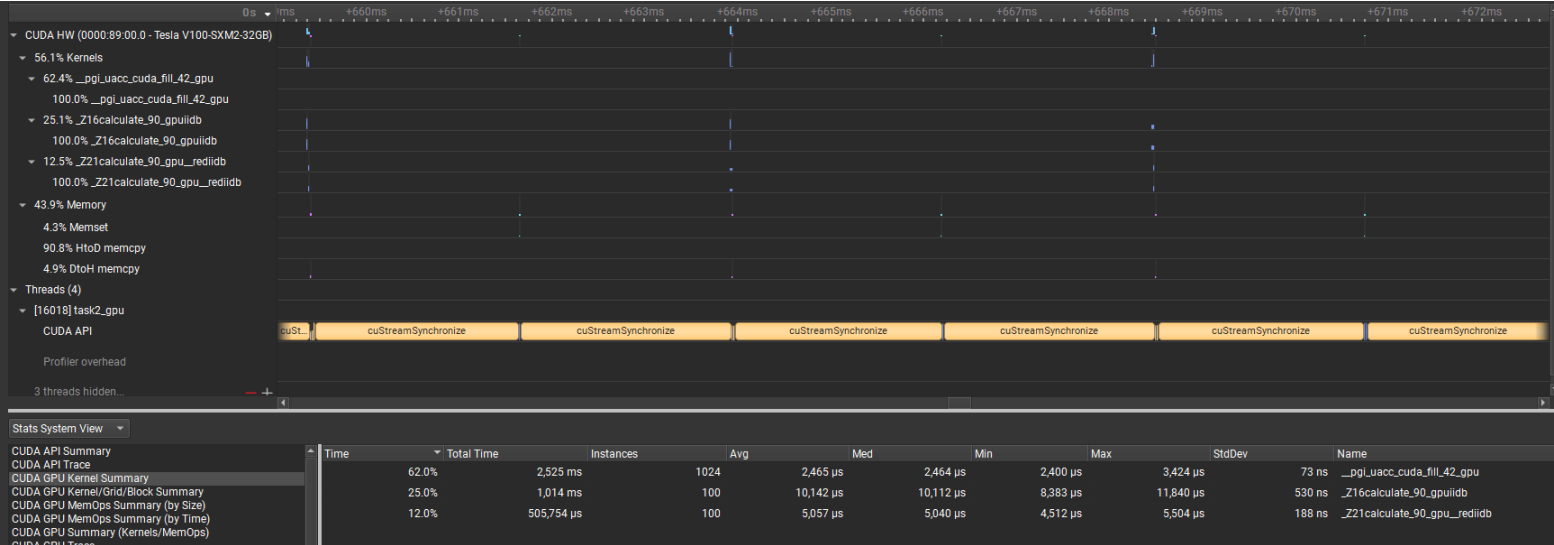 0s ms +660ms +661ms +662ms +663ms +664ms +665ms +666ms +667ms +668ms +669ms +670ms +671ms +672ms
CUDA HW (0000:89:00.0 - Tesla V100-SXM2-32GB)
56.1% Kernels
62.4% __pgi_uacc_cuda_fill_42_gpu
100.0% __pgi_uacc_cuda_fill_42_gpu
25.1% _Z16calculate_90_gpuiidb
100.0% _Z16calculate_90_gpuiidb
12.5% _Z21calculate_90_gpu__rediidb
100.0% _Z21calculate_90_gpu__rediidb
43.9% Memory
4.3% Memset
90.8% HtoD memcpy
4.9% DtoH memcpy
Threads (4)
[16018] task2_gpu
CUDA API cuSt... cuStreamSynchronize cuStreamSynchronize cuStreamSynchronize cuStreamSynchronize cuStreamSynchronize cuStreamSynchronize
Profiler overhead
3 threads hidden...
Stats System View
CUDA API Summary
CUDA API Trace
CUDA GPU Kernel Summary
CUDA GPU Kernel/Grid/Block Summary
CUDA GPU MemOps Summary (by Size)
CUDA GPU MemOps Summary (by Time)
CUDA GPU Summary (Kernels/MemOps)
CUDA GPU Trace
Time Total Time Instances Avg Med Min Max StdDev Name
62.0% 2,525 ms 1024 2,465 μs 2,464 μs 2,400 μs 3,424 μs 73 ns __pgi_uacc_cuda_fill_42_gpu
25.0% 1,014 ms 100 10,142 μs 10,112 μs 8,383 μs 11,840 μs 530 ns _Z16calculate_90_gpuiidb
12.0% 505,754 μs 100 5,057 μs 5,040 μs 4,512 μs 5,504 μs 188 ns _Z21calculate_90_gpu__rediidb